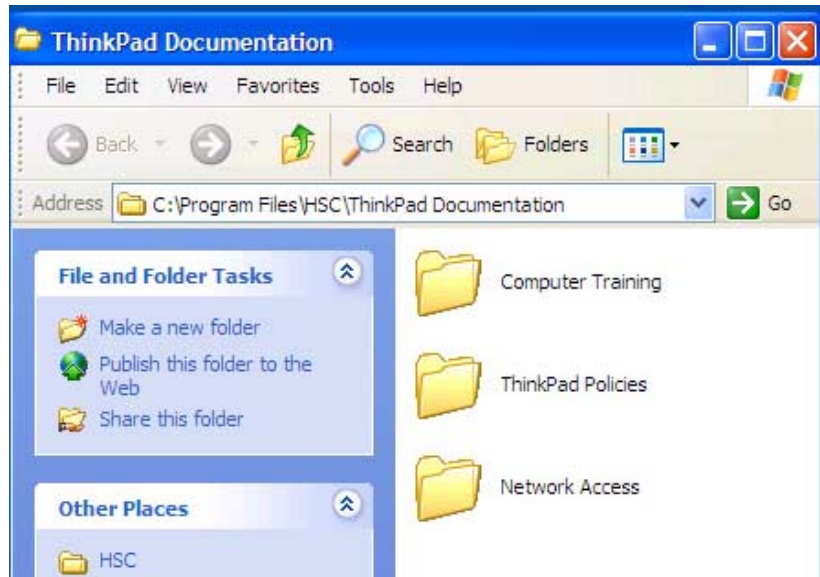 ThinkPad Documentation
File Edit View Favorites Tools Help
Back Search Folders
Address C:\Program Files\HSC\ThinkPad Documentation Go
File and Folder Tasks
Make a new folder
Publish this folder to the
Web
Share this folder
Other Places
HSC
Computer Training
ThinkPad Policies
Network Access